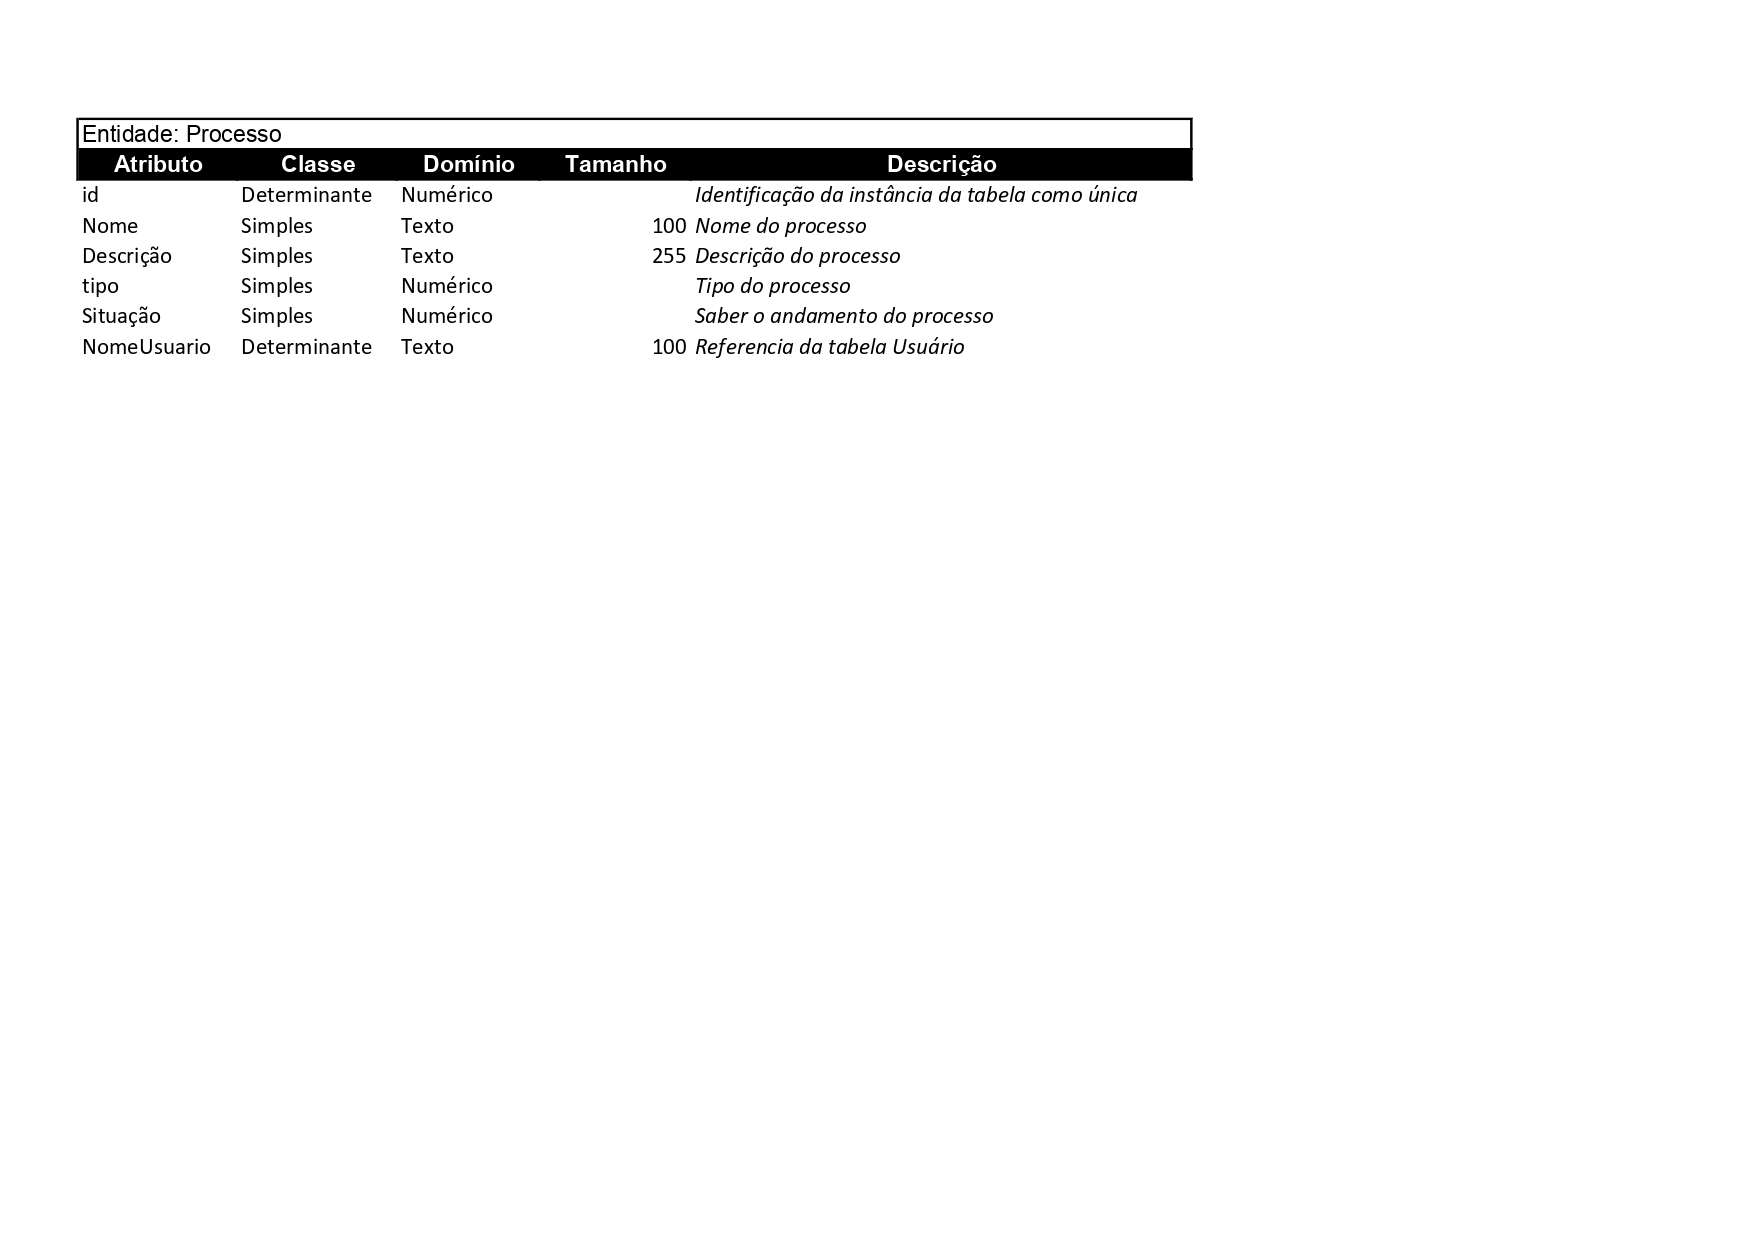 Entidade: Processo
Atributo Classe Domínio Tamanho Descrição
id Determinante Numérico Identificação da instância da tabela como única
Nome Simples Texto 100 Nome do processo
Descrição Simples Texto 255 Descrição do processo
tipo Simples Numérico Tipo do processo
Situação Simples Numérico Saber o andamento do processo
NomeUsuario Determinante Texto 100 Referencia da tabela Usuário